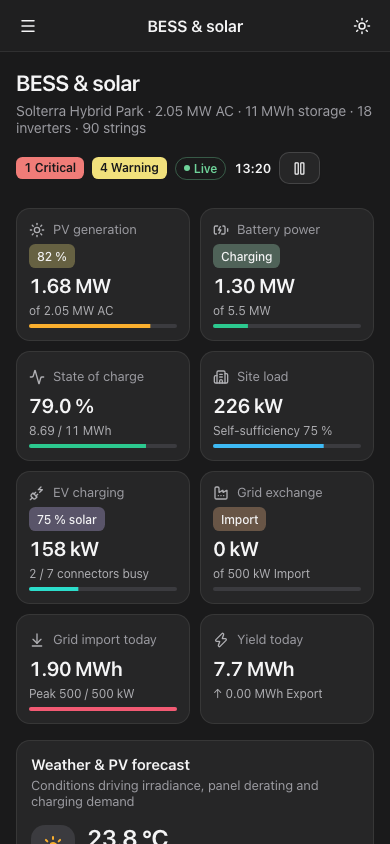 BESS & solar
BESS & solar
Solterra Hybrid Park · 2.05 MW AC · 11 MWh storage · 18
inverters · 90 strings
1 Critical
4 Warning
Live
13:20
PV generation
82 %
1.68 MW
of 2.05 MW AC
Battery power
Charging
1.30 MW
of 5.5 MW
State of charge
79.0 %
8.69 / 11 MWh
Site load
226 kW
Self-sufficiency 75 %
EV charging
75 % solar
158 kW
2 / 7 connectors busy
Grid exchange
Import
0 kW
of 500 kW Import
Grid import today
1.90 MWh
Peak 500 / 500 kW
Yield today
7.7 MWh
↑ 0.00 MWh Export
Weather & PV forecast
Conditions driving irradiance, panel derating and
charging demand
23.8 °C